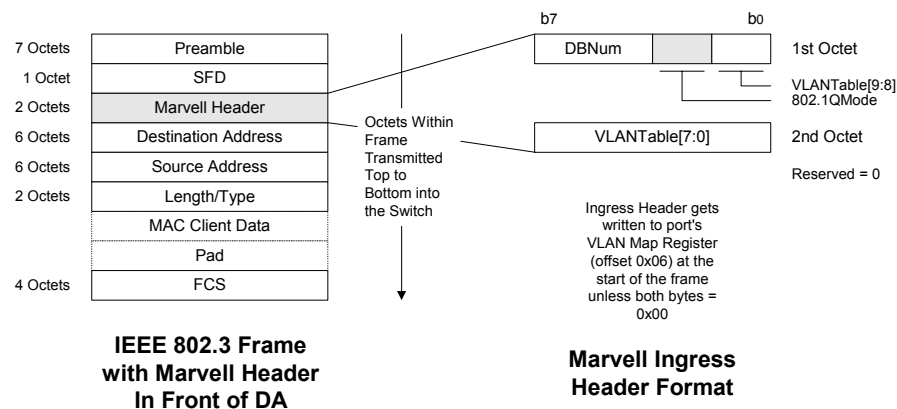 7 Octets
Preamble
1 Octet
SFD
2 Octets
Marvell Header
6 Octets
Destination Address
6 Octets
Source Address
2 Octets
Length/Type
MAC Client Data
Pad
4 Octets
FCS
Octets Within
Frame
Transmitted
Top to
Bottom into
the Switch
IEEE 802.3 Frame
with Marvell Header
In Front of DA
b7
b0
DBNum
1st Octet
VLANTable[9:8]
802.1QMode
VLANTable[7:0]
2nd Octet
Reserved = 0
Ingress Header gets
written to port's
VLAN Map Register
(offset 0x06) at the
start of the frame
unless both bytes =
0x00
Marvell Ingress
Header Format